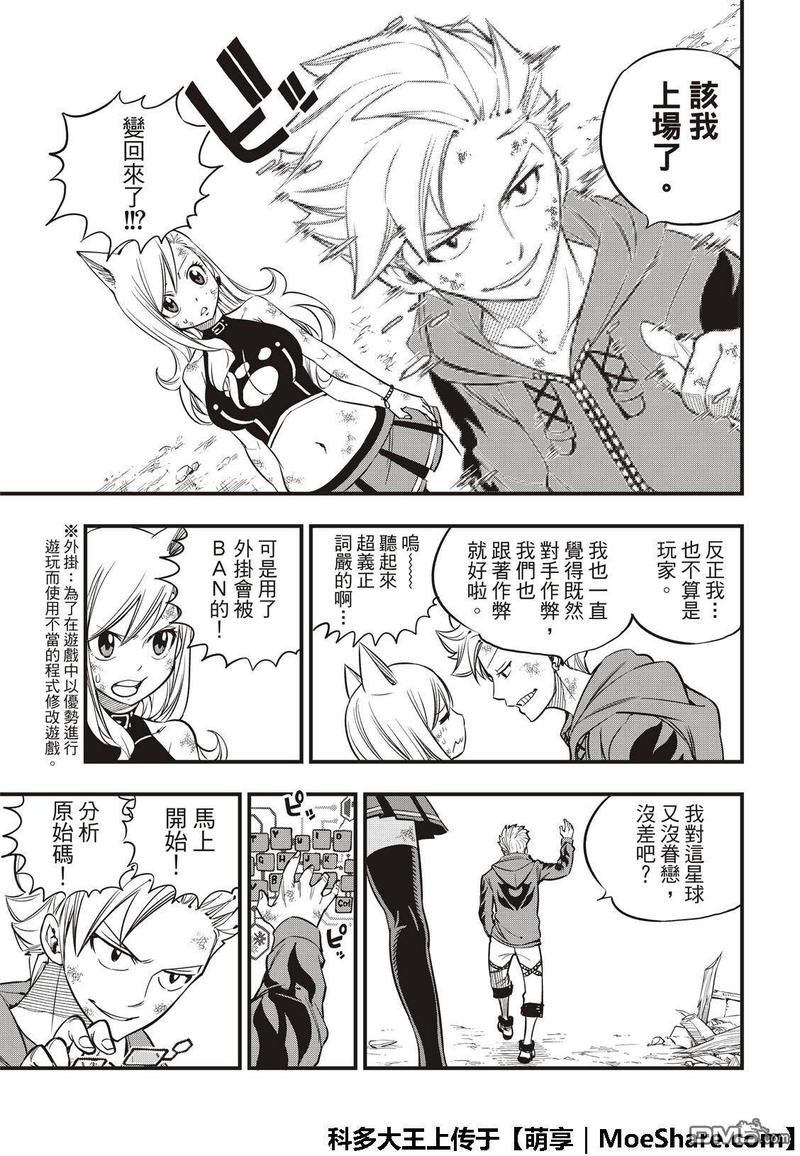 該我
上場了。
ビッ
變回來
了!!?
反正我…
也不算是
玩家。
我也一直
覺得既然
對手作弊，
我們也
跟著作弊
就好啦。
嗚～～
聽起來
超義正
詞嚴的啊…
可是用了
外掛會被
BAN的！
※外掛：為了在遊戲中以優勢進行
遊玩而使用不當的程式修改遊戲。
我對這星球
又沒眷戀，
沒差吧？
ピッ
ピッ
T
Y
U
I
G
H
U
K
Ctrl
馬上
開始！
分析
原始碼！
科多大王上传于【萌享｜MoeShare.com】